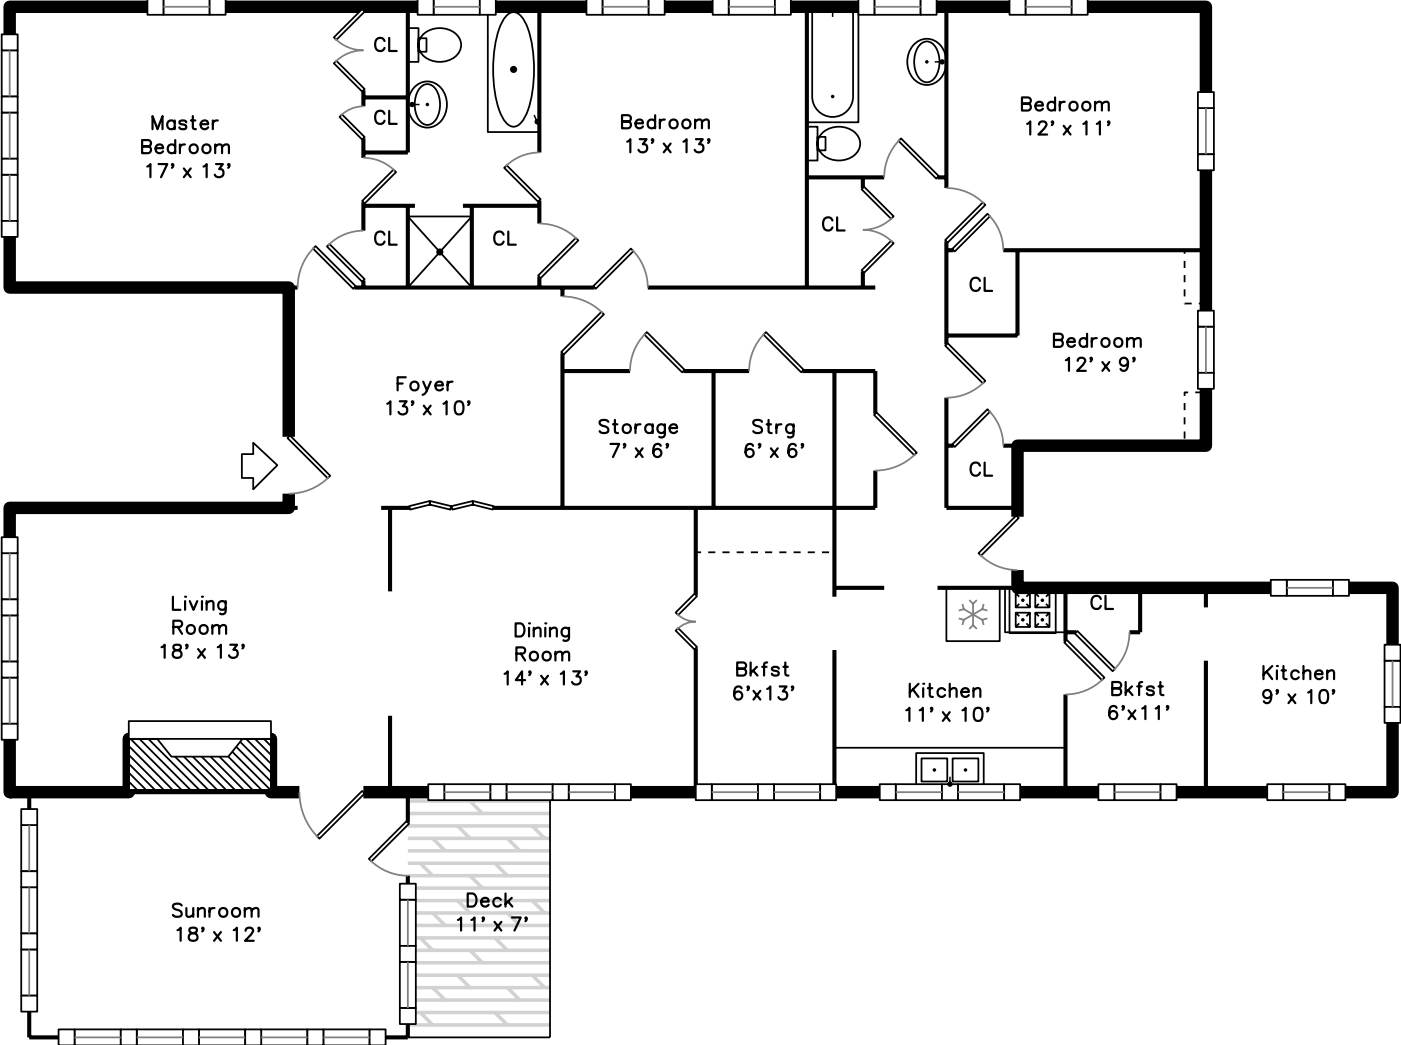 CL
CL
Master
Bedroom
17' x 13'
CL
CL
Bedroom
13' x 13'
CL
Bedroom
12' x 11'
CL
Bedroom
12' x 9'
CL
Foyer
13' x 10'
Storage
7' x 6'
Strg
6' x 6'
Living
Room
18' x 13'
Dining
Room
14' x 13'
Bkfst
6'x13'
Kitchen
11' x 10'
CL
Bkfst
6'x11'
Kitchen
9' x 10'
Sunroom
18' x 12'
Deck
11' x 7'